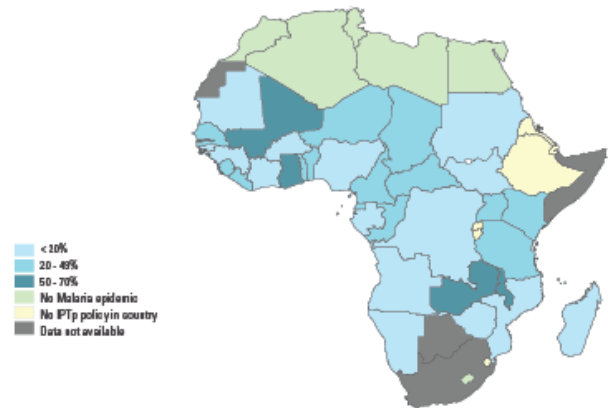 < 20%
20 - 49%
50 - 70%
No Malaria epidemic
No IPTp policy in country
Data not available